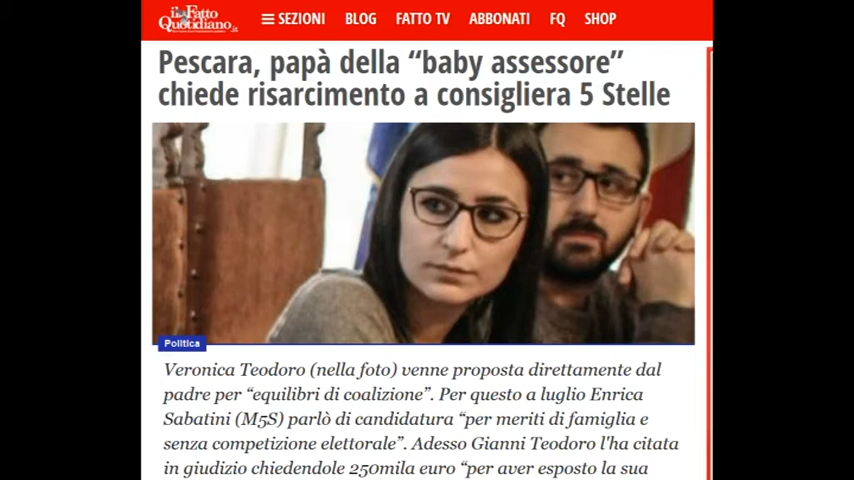 il Fatto
Quotidiano.it
SEZIONI BLOG FATTO TV ABBONATI FQ SHOP
Pescara, papà della “baby assessore”
chiede risarcimento a consigliera 5 Stelle
Politica
Veronica Teodoro (nella foto) venne proposta direttamente dal
padre per “equilibri di coalizione”. Per questo a luglio Enrica
Sabatini (M5S) parlò di candidatura “per meriti di famiglia e
senza competizione elettorale”. Adesso Gianni Teodoro l'ha citata
in giudizio chiedendole 250mila euro “per aver esposto la sua